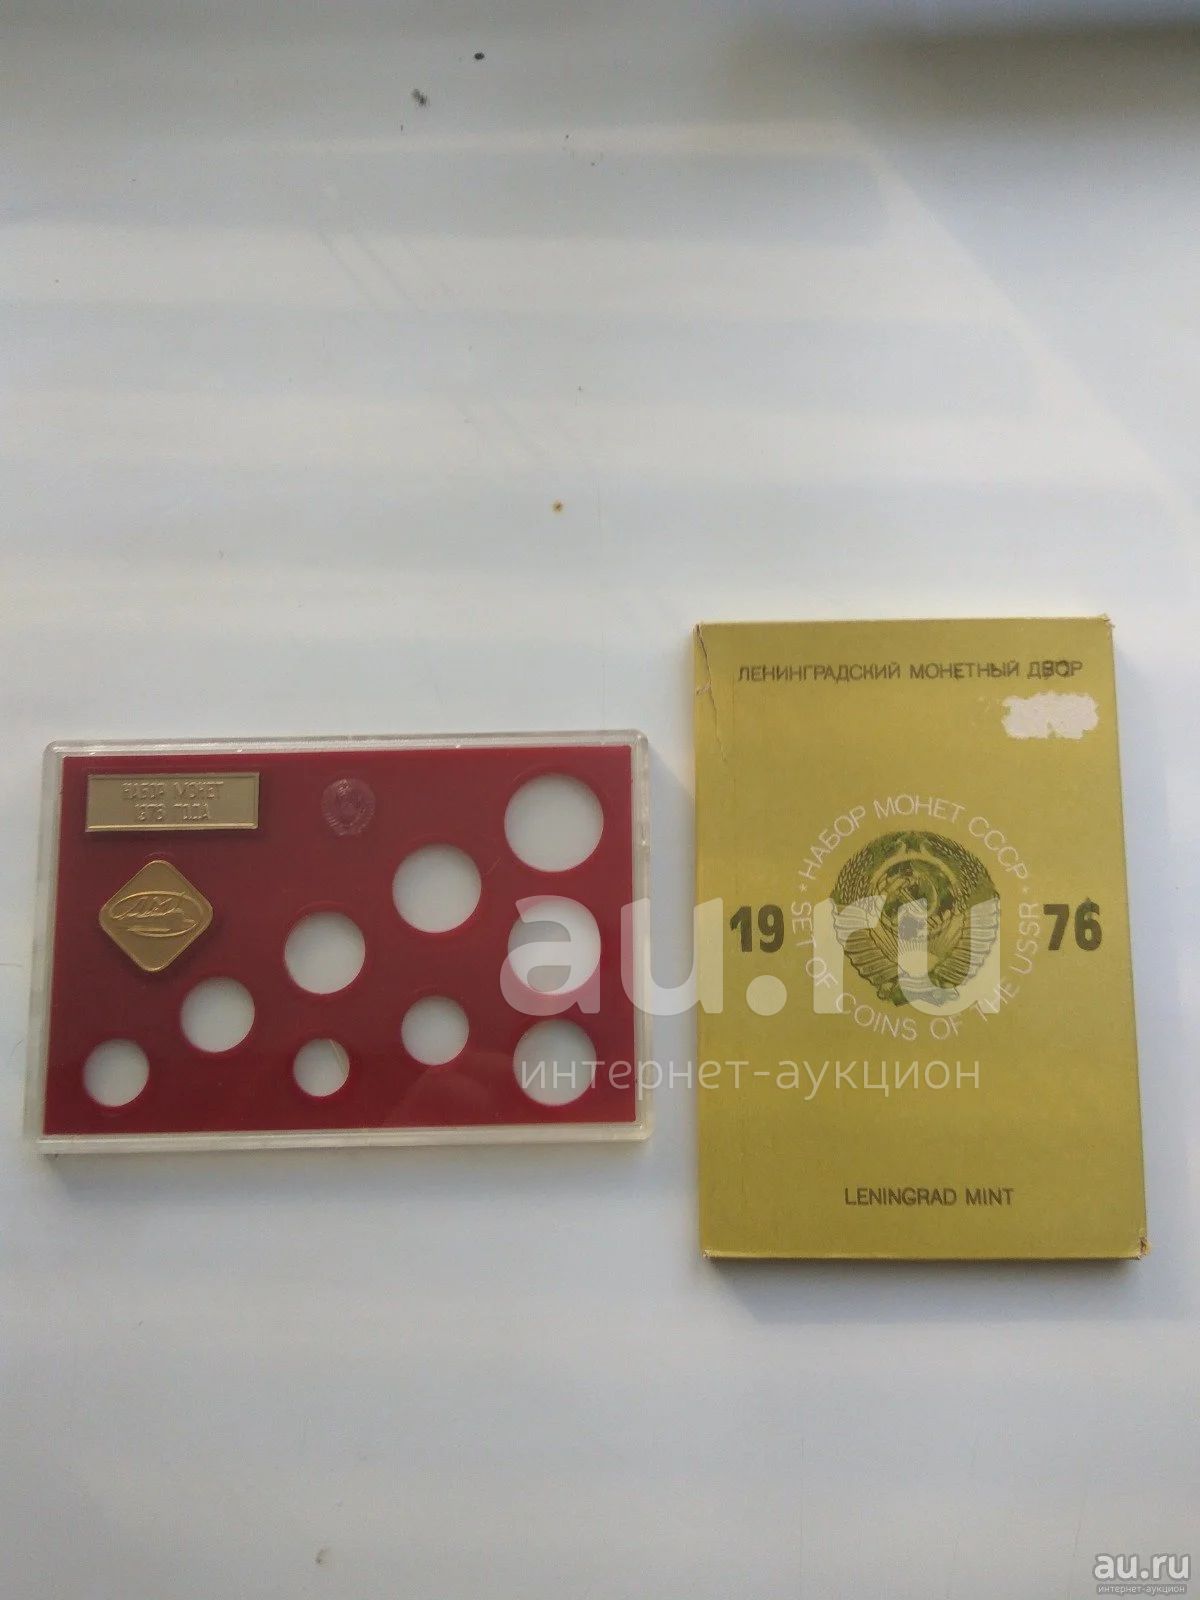 НАБОР МОНЕТ
1976 ГОДА
ЛМД
ЛЕНИНГРАДСКИЙ МОНЕТНЫЙ ДВОР
★ НАБОР МОНЕТ СССР ★
19 76
SET OF COINS OF THE USSR
LENINGRAD MINT
au.ru
интернет-аукцион
au.ru
интернет-аукцион